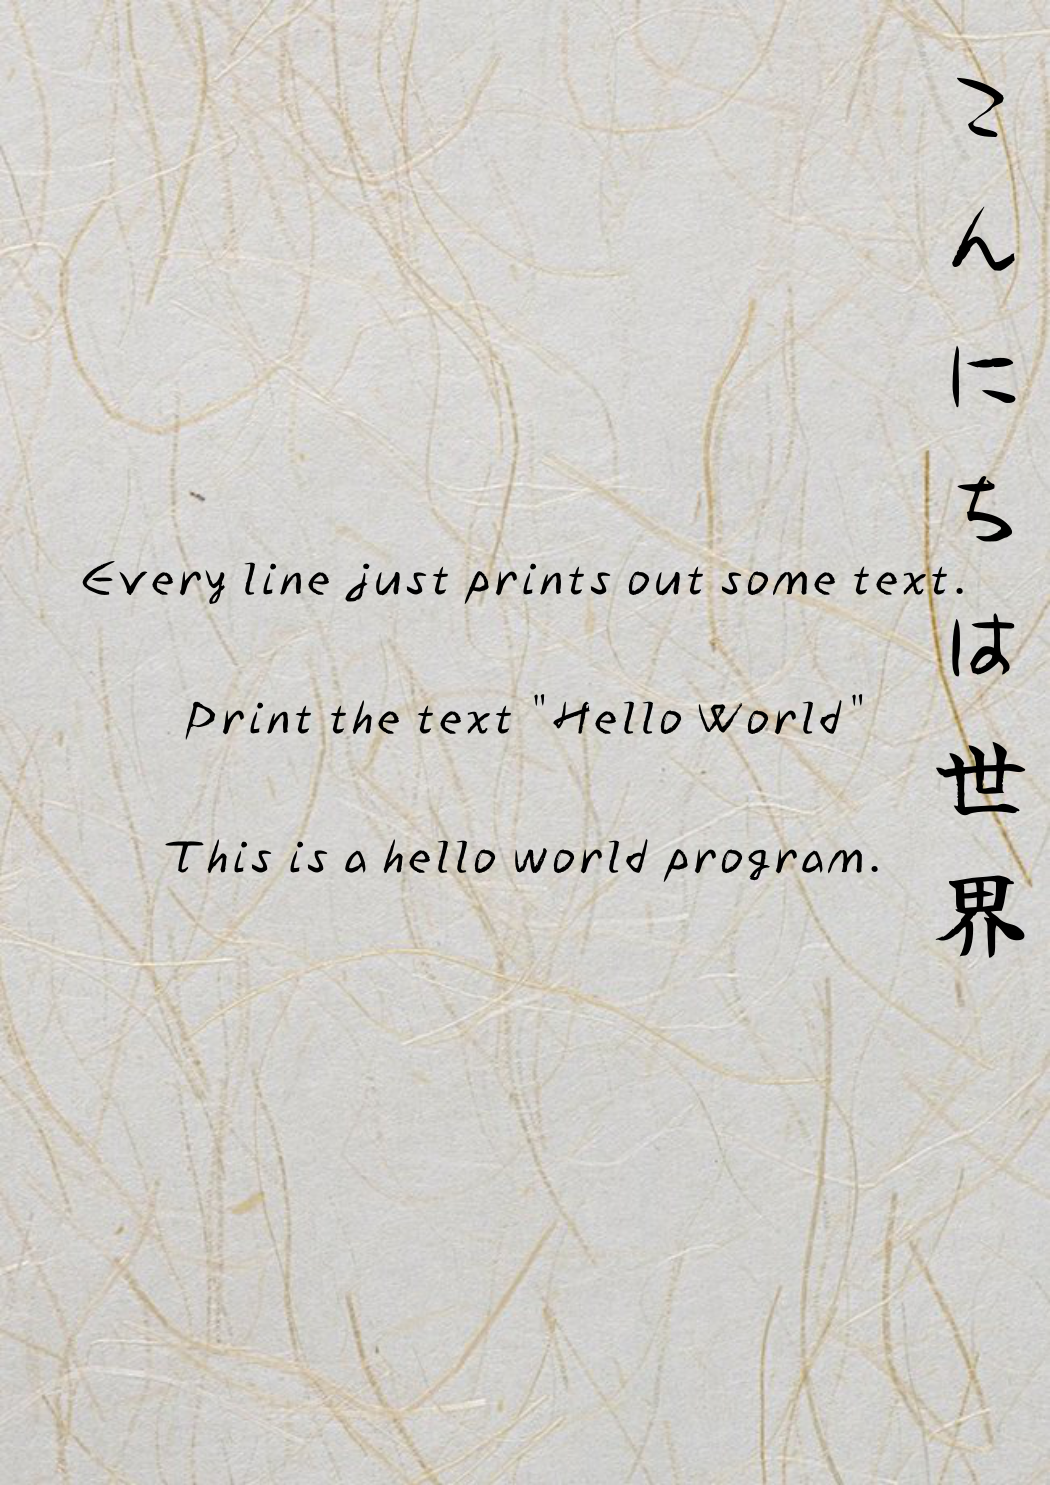 こんにちは世界
Every line just prints out some text.
Print the text "Hello World"
This is a hello world program.